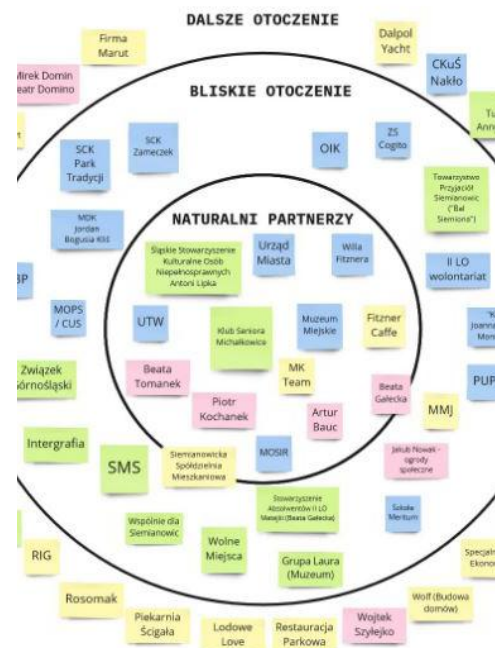 DALSZE OTOCZENIE
Firma
Marut
Dalpol
Yacht
Mirek Domin
Teatr Domino
CKuŚ
Nakło
BLISKIE OTOCZENIE
SCK
Park
Tradycji
SCK
Zameczek
OIK
ZS
Cogito
Towarzystwo
Przyjaciół
Siemianowic
("Bal
Siemiona")
MDK
Jordan
NATURALNI PARTNERZY
Śląskie Stowarzyszenie
Kulturalne Osób
Niepełnosprawnych
Antoni Lipka
Urząd
Miasta
Willa
Fitznera
II LO
wolontariat
MOPS
/ CUS
UTW
Klub Seniora
Michałkowice
Muzeum
Miejskie
Fitzner
Caffe
Związek
Górnośląski
Beata
Tomanek
MK
Team
Beata
Gałecka
PUP
Piotr
Kochanek
Artur
Bauc
MMJ
Intergrafia
SMS
Siemianowicka
Spółdzielnia
Mieszkaniowa
MOSIR
Jakub Nowak -
ogrody
społeczne
Stowarzyszenie
Absolwentów II LO
Matejki (Beata Gałecka)
Szkoła
Meritum
Wspólnie dla
Siemianowic
Wolne
Miejsca
Grupa Laura
(Muzeum)
RIG
Rosomak
Piekarnia
Ścigała
Lodowe
Love
Restauracja
Parkowa
Wojtek
Szyłejko
Wolf (Budowa
domów)